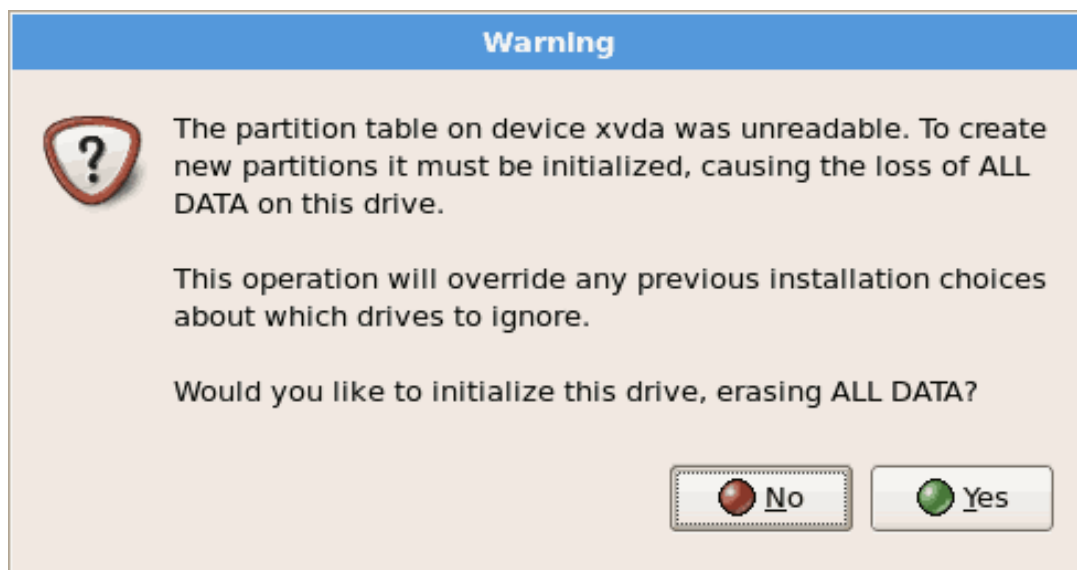 Warning
?
The partition table on device xvda was unreadable. To create
new partitions it must be initialized, causing the loss of ALL
DATA on this drive.
This operation will override any previous installation choices
about which drives to ignore.
Would you like to initialize this drive, erasing ALL DATA?
No
Yes